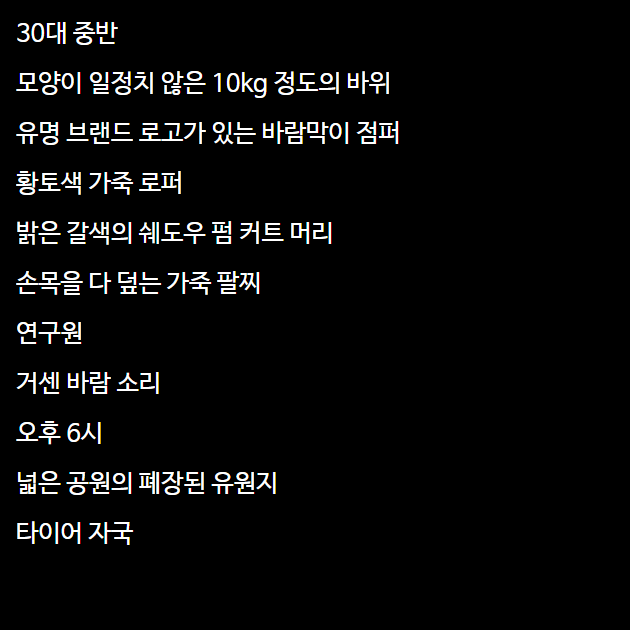 30대 중반
모양이 일정치 않은 10kg 정도의 바위
유명 브랜드 로고가 있는 바람막이 점퍼
황토색 가죽 로퍼
밝은 갈색의 쉐도우 펌 커트 머리
손목을 다 덮는 가죽 팔찌
연구원
거센 바람 소리
오후 6시
넓은 공원의 폐장된 유원지
타이어 자국